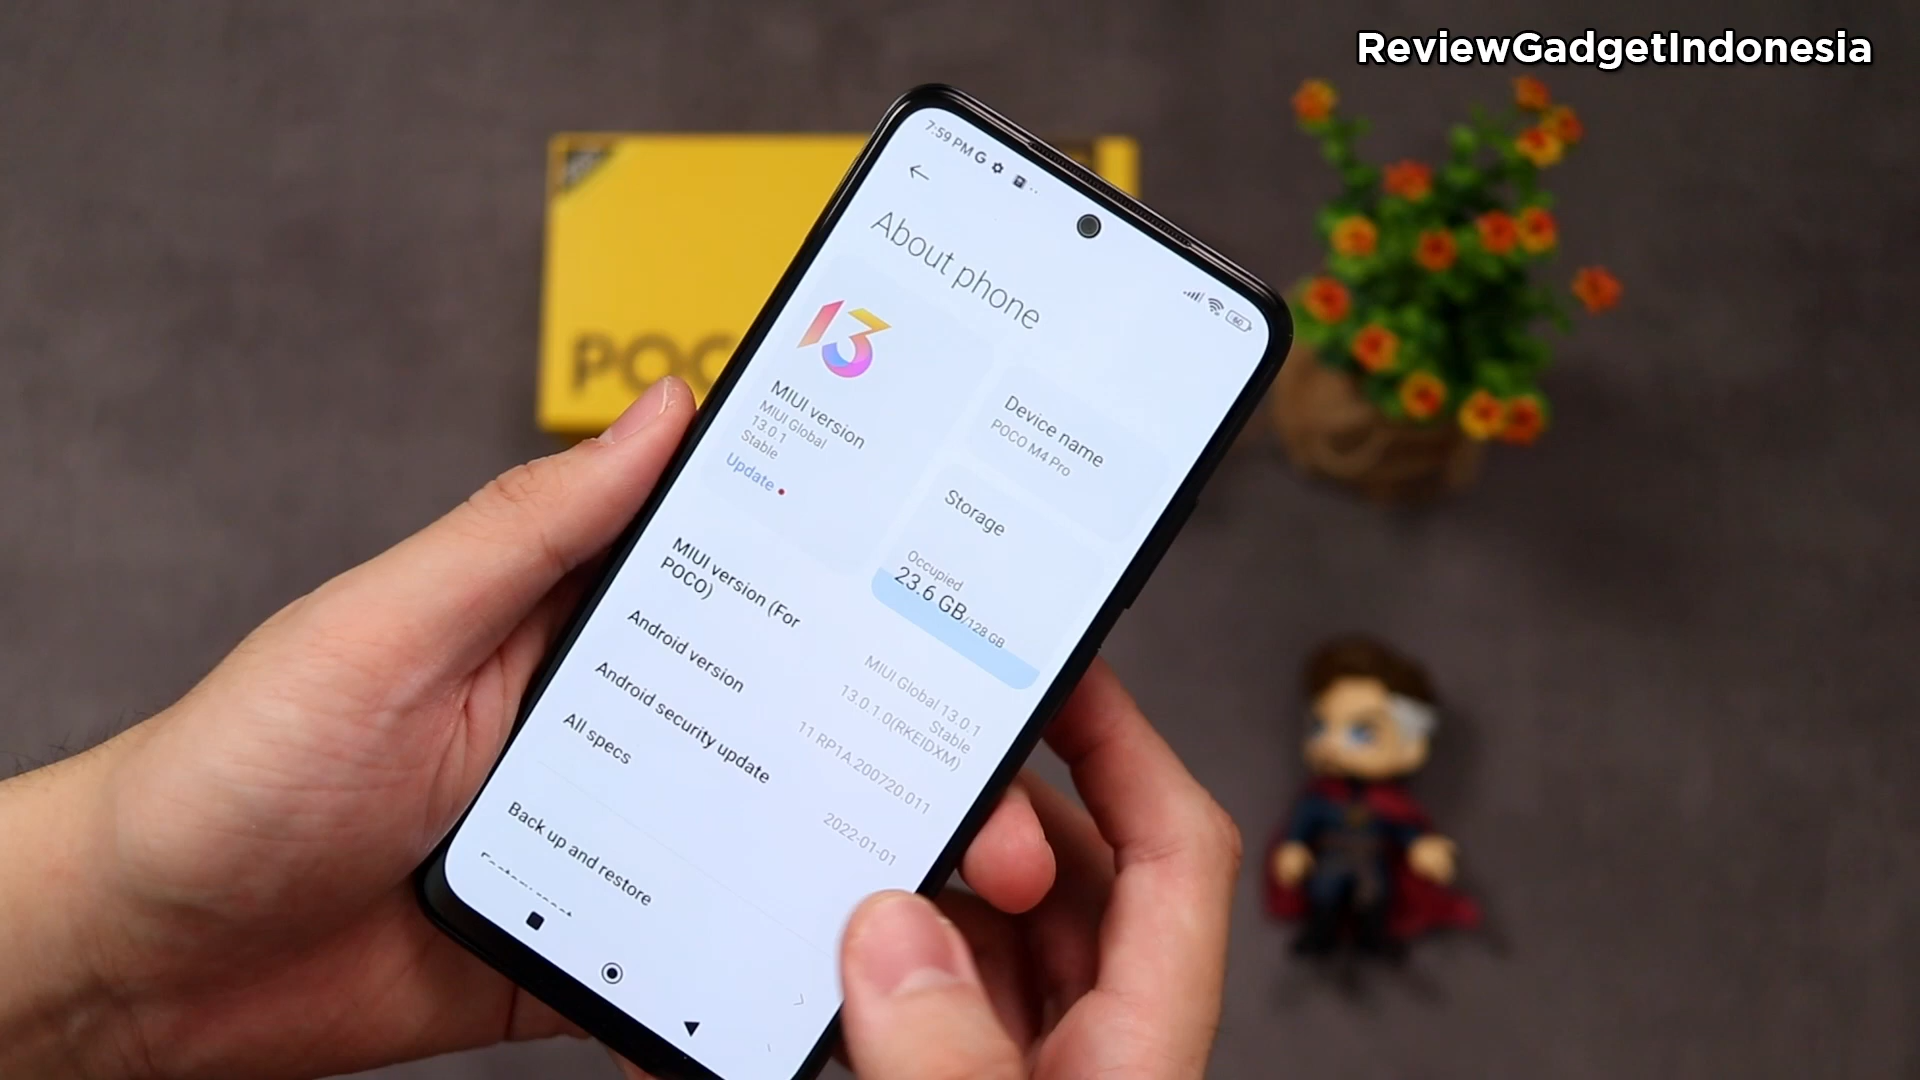 ReviewGadgetIndonesia
7:59 PM G
About phone
MIUI version
MIUI Global
13.0.1
Stable
Update
Device name
POCO M4 Pro
Storage
Occupied
23.6 GB/128 GB
MIUI version (For
POCO)
MIUI Global 13.0.1
Stable
13.0.1.0(RKEIDXM)
Android version
11 RP1A.200720.011
Android security update
2022-01-01
All specs
Back up and restore
13
60
POC